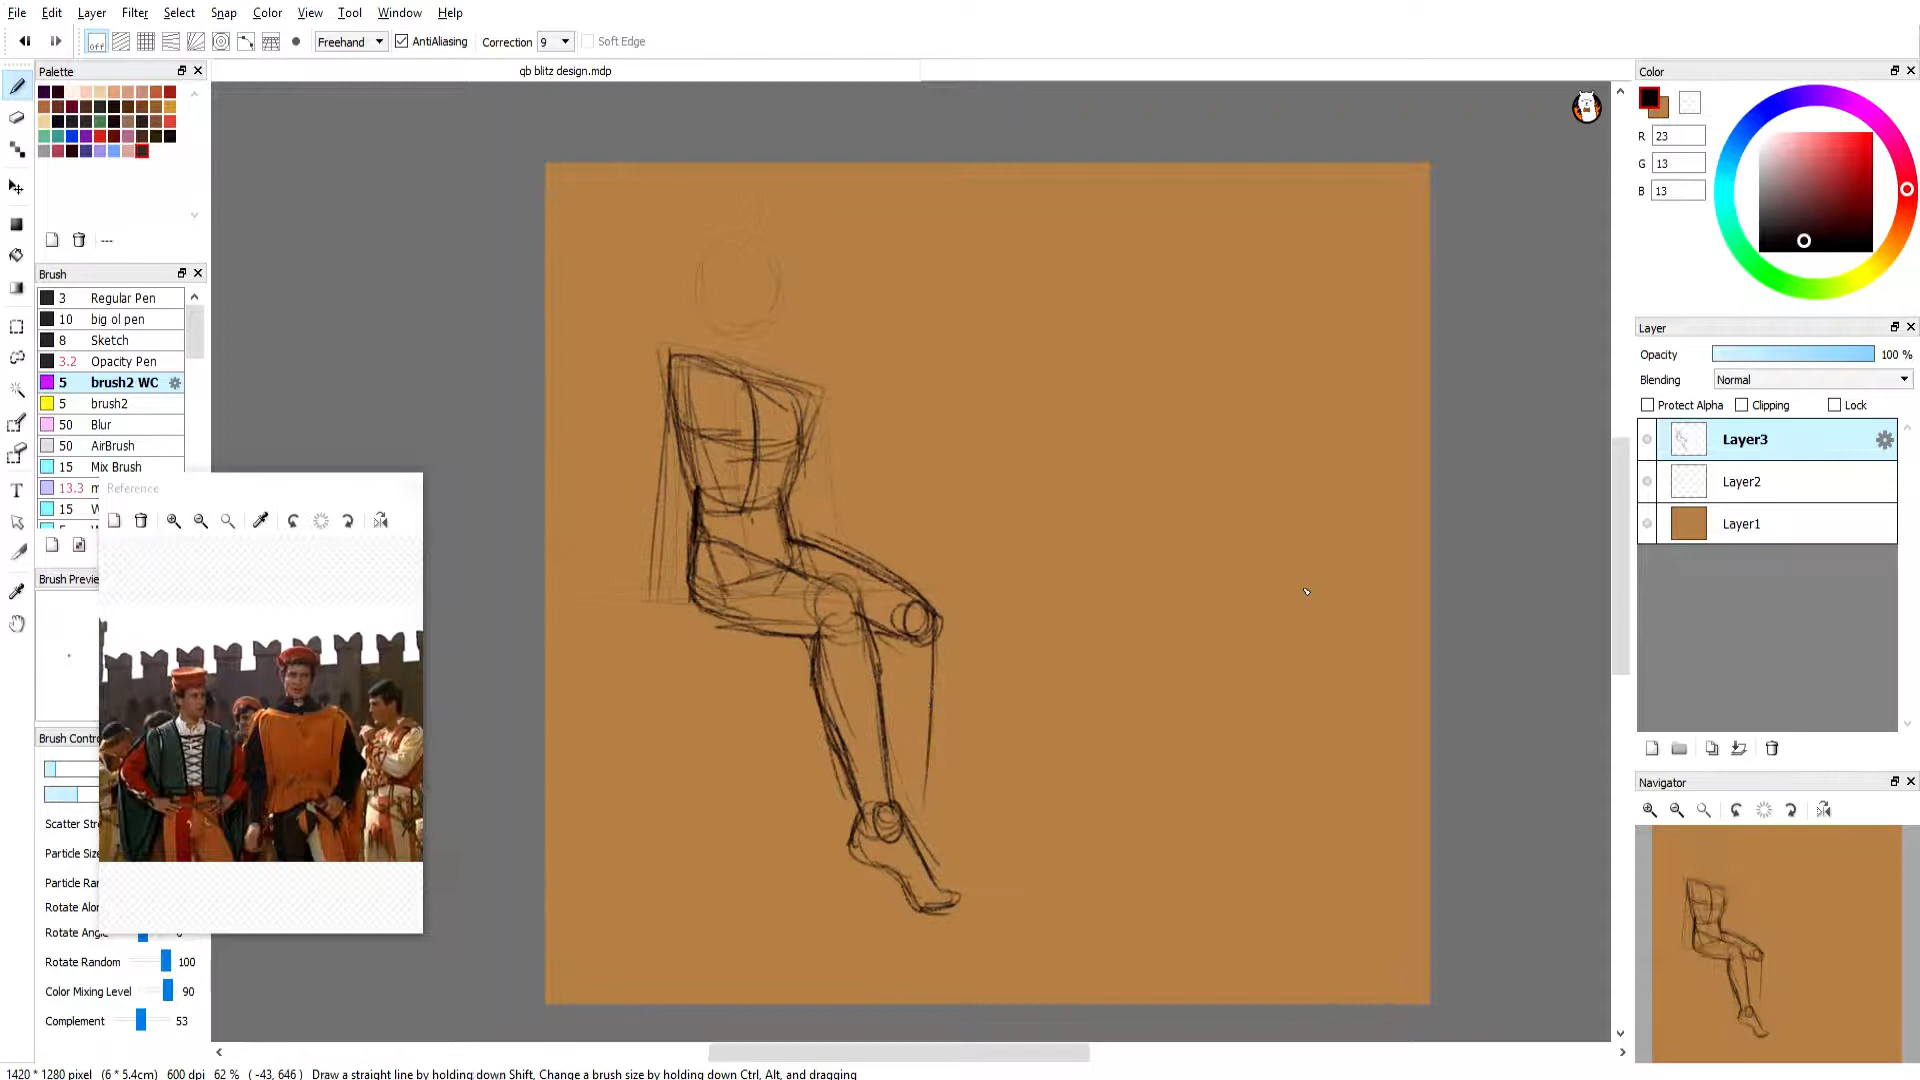 File Edit Layer Filter Select Snap Color View Tool Window Help
off Freehand AntiAliasing Correction 9 Soft Edge
qb blitz design.mdp
Palette
---
Brush
3 Regular Pen
10 big ol pen
8 Sketch
3.2 Opacity Pen
5 brush2 WC
5 brush2
50 Blur
50 AirBrush
15 Mix Brush
13.3 m
15 W
Reference
Brush Previe
Brush Contro
Scatter Str
Particle Size
Particle Ra
Rotate Alon
Rotate Angle
Rotate Random 100
Color Mixing Level 90
Complement 53
Color
R 23
G 13
B 13
Layer
Opacity 100 %
Blending Normal
Protect Alpha Clipping Lock
Layer3
Layer2
Layer1
Navigator
1420 * 1280 pixel (6 * 5.4cm) 600 dpi 62 % ( -43, 646 ) Draw a straight line by holding down Shift, Change a brush size by holding down Ctrl, Alt, and dragging